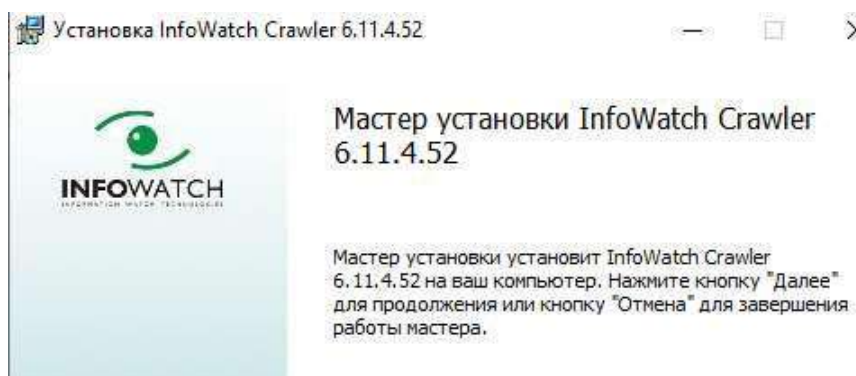 Установка InfoWatch Crawler 6.11.4.52
Мастер установки InfoWatch Crawler
6.11.4.52
INFOWATCH
Мастер установки установит InfoWatch Crawler
6.11.4.52 на ваш компьютер. Нажмите кнопку "Далее"
для продолжения или кнопку "Отмена" для завершения
работы мастера.